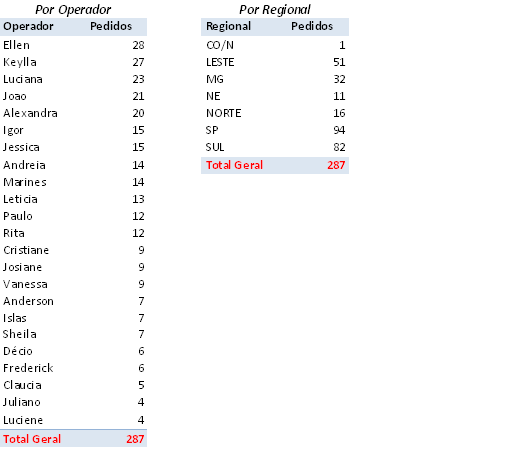 Por Operador
Operador Pedidos
Ellen 28
Keylla 27
Luciana 23
Joao 21
Alexandra 20
Igor 15
Jessica 15
Andreia 14
Marines 14
Leticia 13
Paulo 12
Rita 12
Cristiane 9
Josiane 9
Vanessa 9
Anderson 7
Islas 7
Sheila 7
Décio 6
Frederick 6
Claucia 5
Juliano 4
Luciene 4
Total Geral 287
Por Regional
Regional Pedidos
CO/N 1
LESTE 51
MG 32
NE 11
NORTE 16
SP 94
SUL 82
Total Geral 287